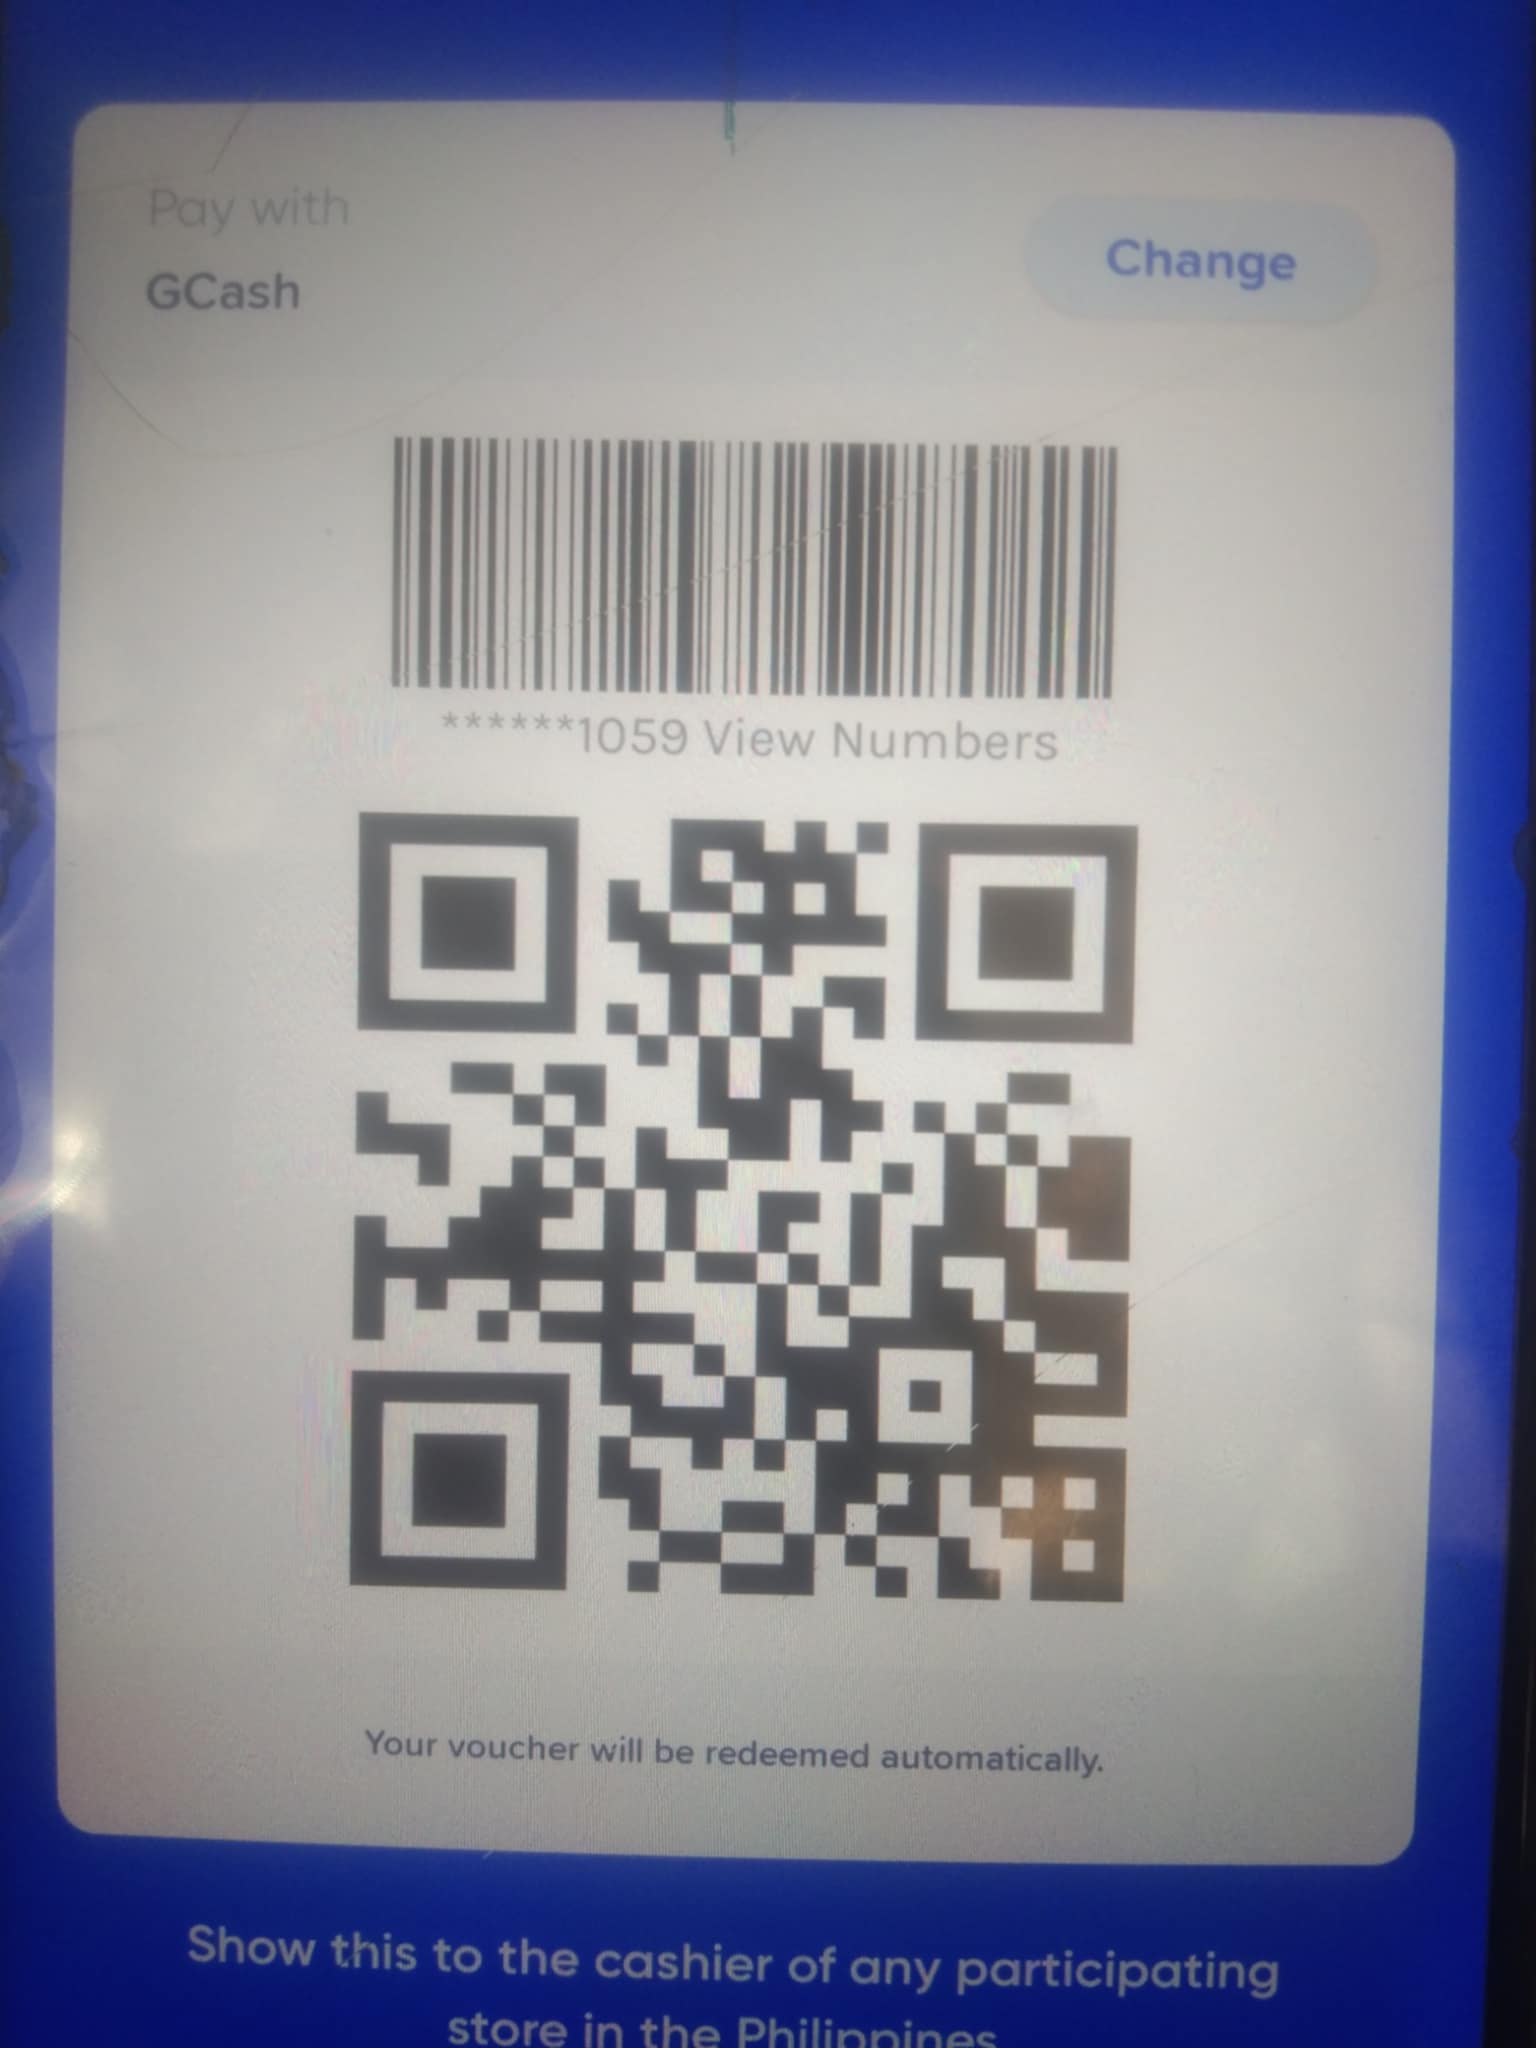 Pay with
GCash
Change
******1059 View Numbers
Your voucher will be redeemed automatically.
Show this to the cashier of any participating
store in the Philippines